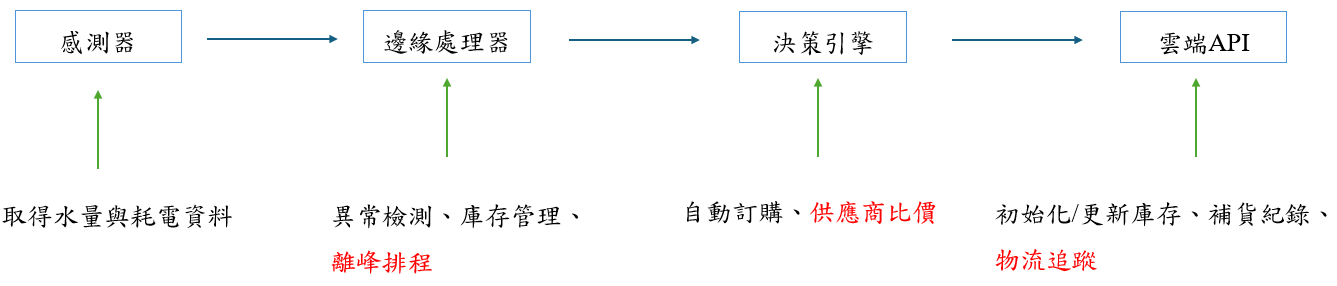 感測器
邊緣處理器
決策引擎
雲端API
取得水量與耗電資料
異常檢測、庫存管理、
離峰排程
自動訂購、供應商比價
初始化/更新庫存、補貨紀錄、
物流追蹤